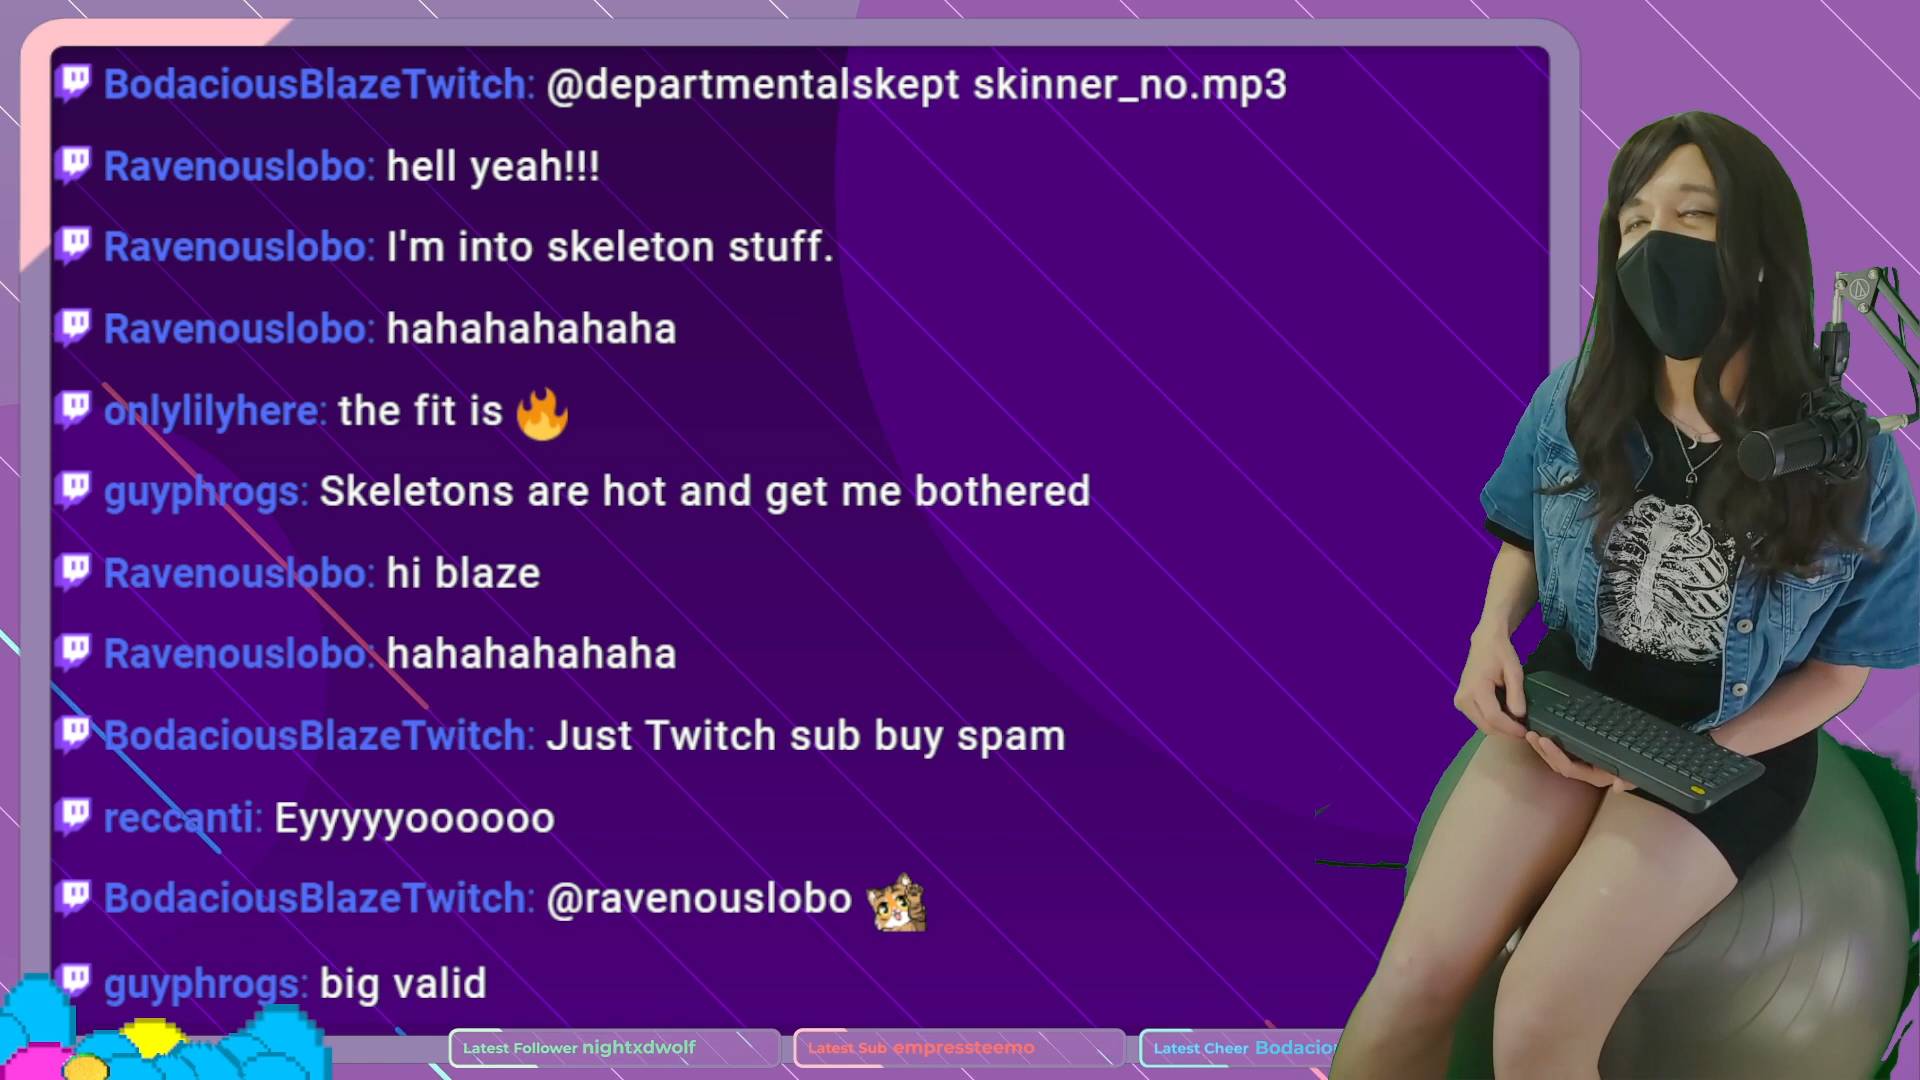 BodaciousBlazeTwitch: @departmentalskept skinner_no.mp3
Ravenouslobo: hell yeah!!!
Ravenouslobo: I'm into skeleton stuff.
Ravenouslobo: hahahahahaha
onlylilyhere: the fit is 🔥
guyphrogs: Skeletons are hot and get me bothered
Ravenouslobo: hi blaze
Ravenouslobo: hahahahahaha
BodaciousBlazeTwitch: Just Twitch sub buy spam
reccanti: Eyyyyyoooooo
BodaciousBlazeTwitch: @ravenouslobo
guyphrogs: big valid
Latest Follower nightxdwolf
Latest Sub empressteemo
Latest Cheer Bodacio